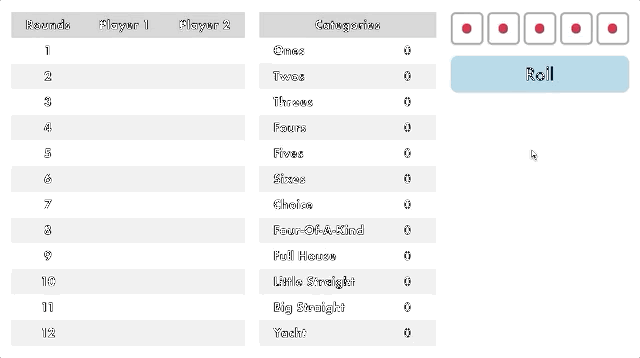 Rounds Player 1 Player 2
1
2
3
4
5
6
7
8
9
10
11
12
Categories
Ones 0
Twos 0
Threes 0
Fours 0
Fives 0
Sixes 0
Choice 0
Four-Of-A-Kind 0
Full House 0
Little Straight 0
Big Straight 0
Yacht 0
Roll